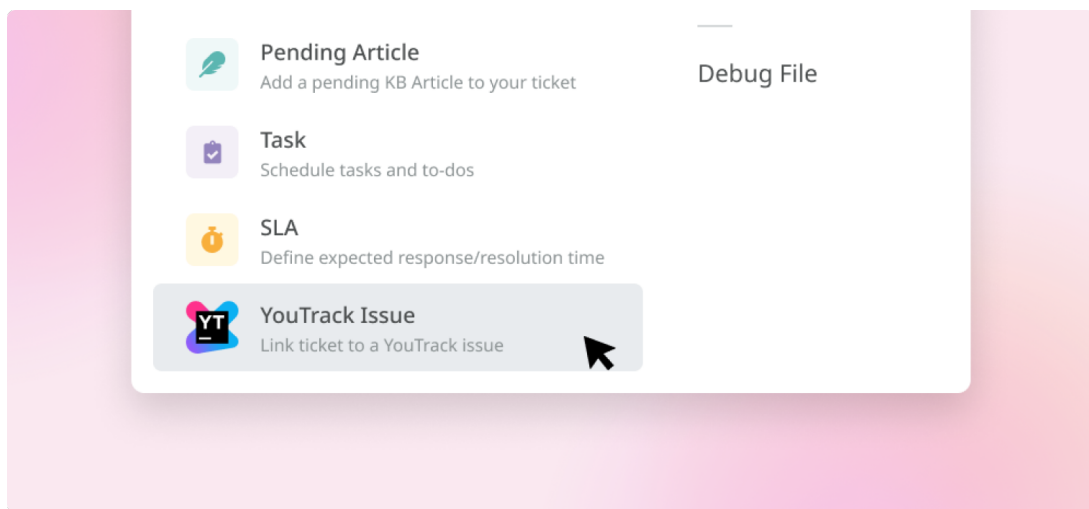 Pending Article
Add a pending KB Article to your ticket
Task
Schedule tasks and to-dos
SLA
Define expected response/resolution time
YT
YouTrack Issue
Link ticket to a YouTrack issue
Debug File